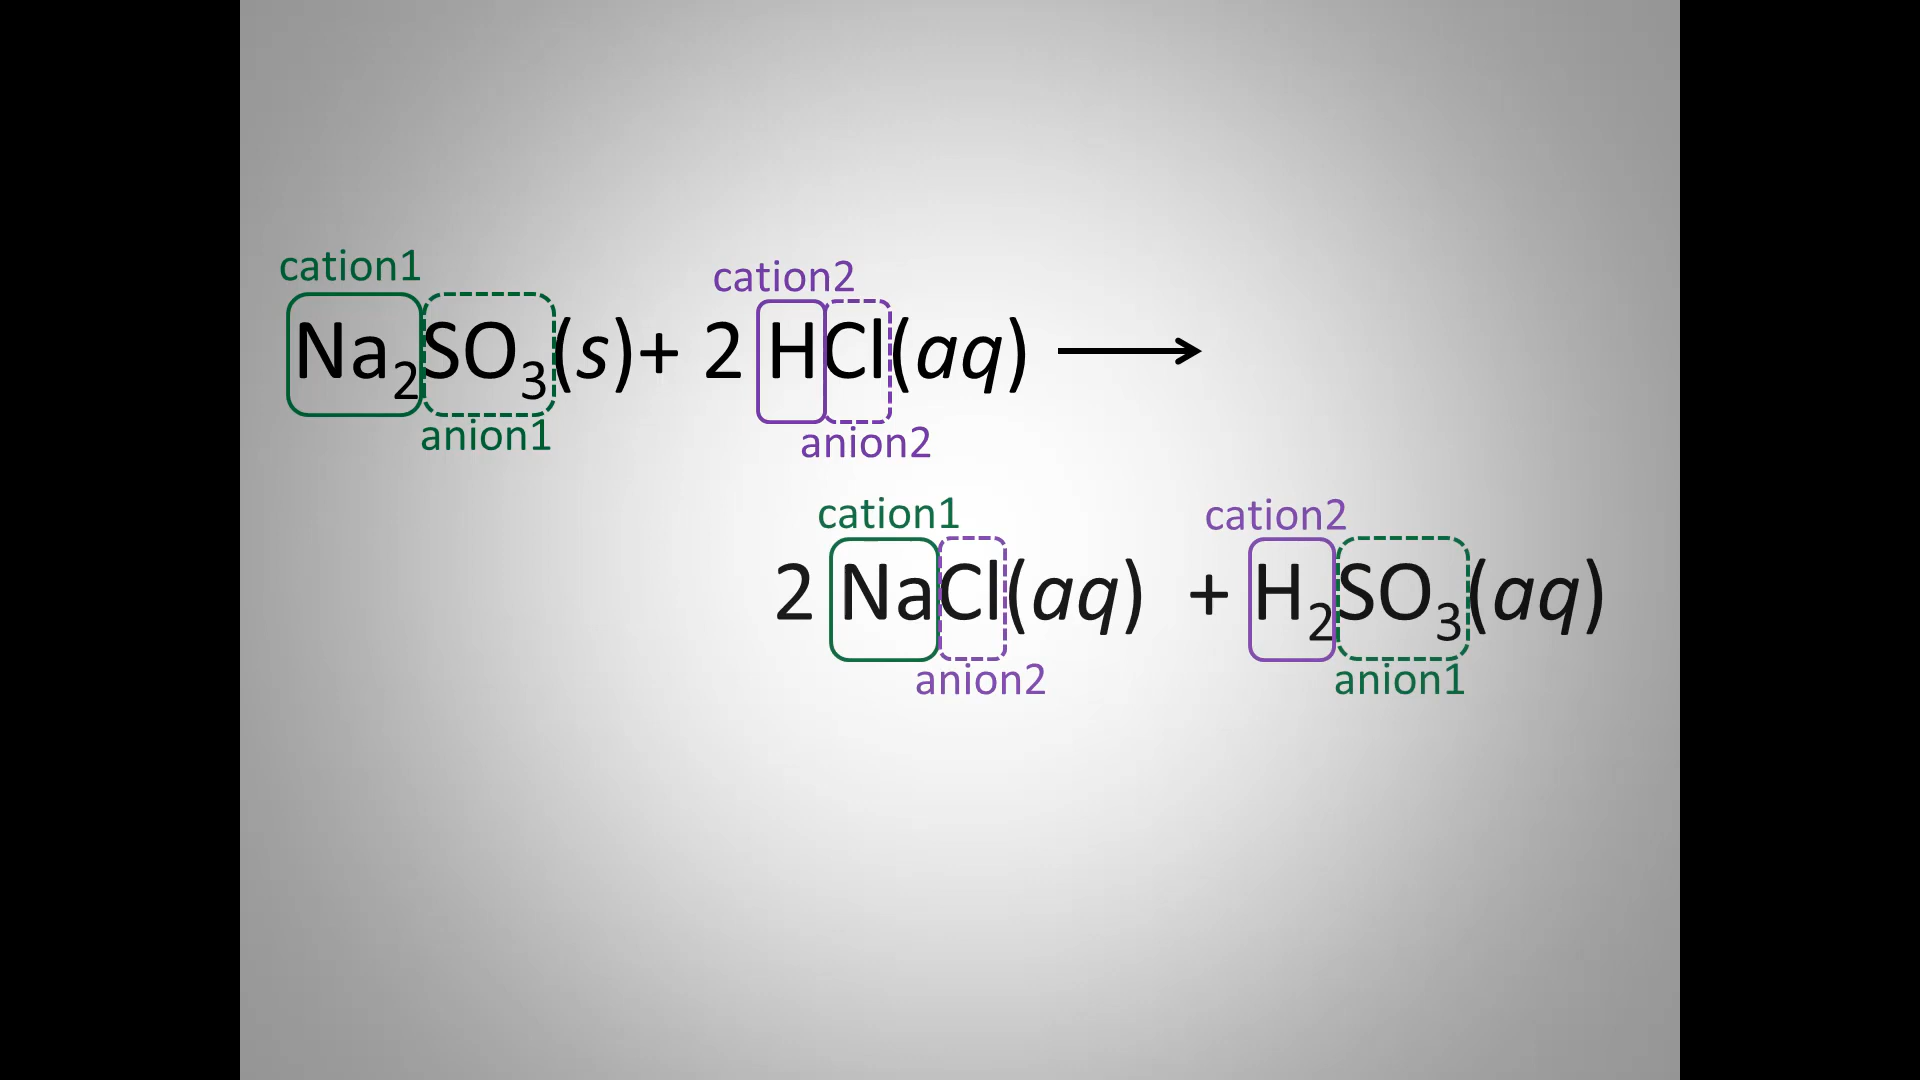 cation1
cation2
Na₂SO₃(s)+ 2 HCl(aq) ⟶
anion1
anion2
cation1
cation2
2 NaCl(aq) + H₂SO₃(aq)
anion2
anion1